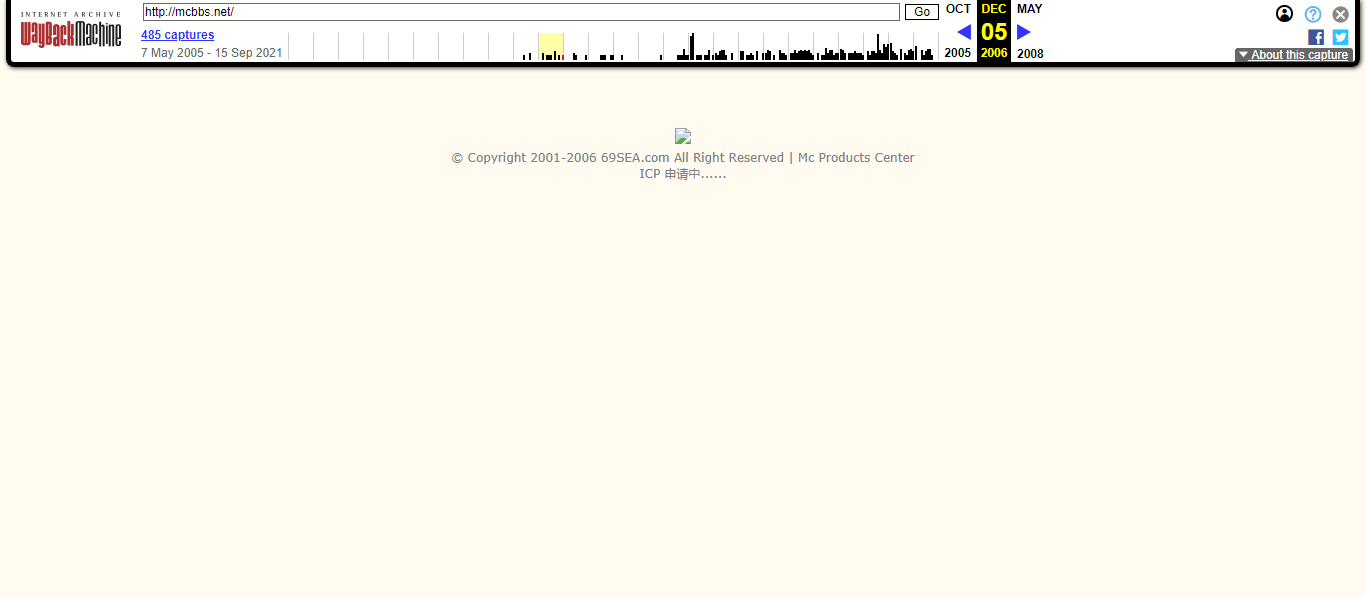 INTERNET ARCHIVE
WayBackMachine
http://mcbbs.net/
Go
485 captures
7 May 2005 - 15 Sep 2021
OCT DEC MAY
05
2005 2006 2008
?
f
About this capture
© Copyright 2001-2006 69SEA.com All Right Reserved | Mc Products Center
ICP 申请中......